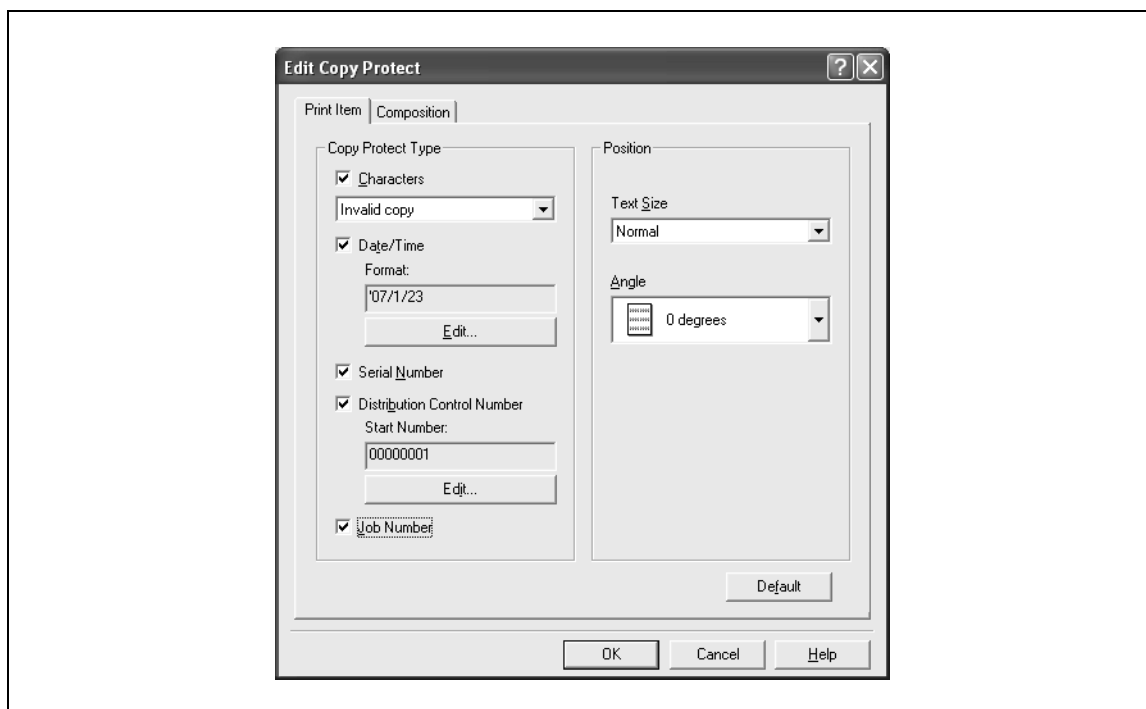 Edit Copy Protect
Print Item
Composition
Copy Protect Type
Characters
Invalid copy
Date/Time
Format:
'07/1/23
Edit...
Serial Number
Distribution Control Number
Start Number:
00000001
Edit...
Job Number
Position
Text Size
Normal
Angle
0 degrees
Default
OK
Cancel
Help